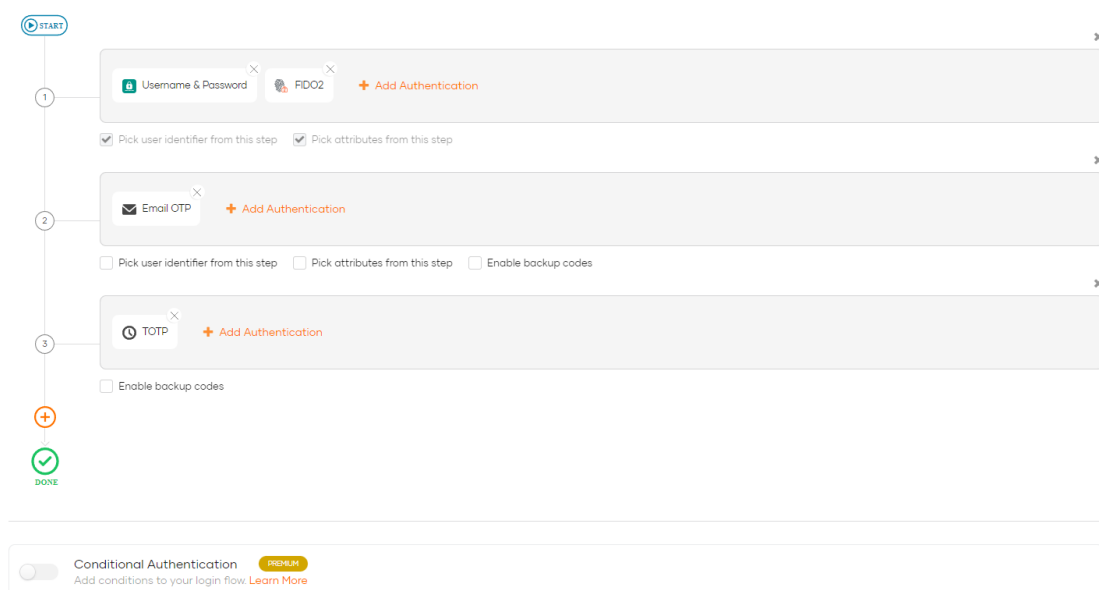 START
1
Username & Password FIDO2 + Add Authentication
Pick user identifier from this step Pick attributes from this step
2
Email OTP + Add Authentication
Pick user identifier from this step Pick attributes from this step Enable backup codes
3
TOTP + Add Authentication
Enable backup codes
DONE
Conditional Authentication PREMIUM
Add conditions to your login flow. Learn More